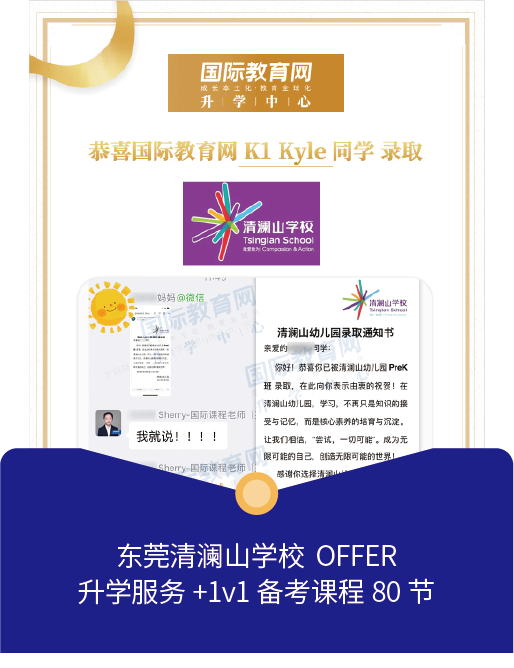 国际教育网
成长本土化·教育全球化
升|学|中|心
恭喜国际教育网 K1 Kyle 同学 录取
清澜山学校
Tsinglan School
Compassion & Action
妈妈@微信
Sherry-国际课程老师
我就说！！！！
Sherry-国际课程老师
清澜山学校
Tsinglan School
清澜山幼儿园录取通知书
亲爱的 同学：
你好！恭喜你已被清澜山幼儿园 PreK
班 录取，在此向你表示由衷的祝贺！在
清澜山幼儿园，学习，不再只是知识的接
受与记忆，而是核心素养的培育与沉淀。
让我们相信，“尝试，一切可能”。成为无
限可能的自己，创造无限可能的世界！
感谢你选择清澜山
国际教育网
升学中心
东莞清澜山学校 OFFER
升学服务 +1v1 备考课程 80 节